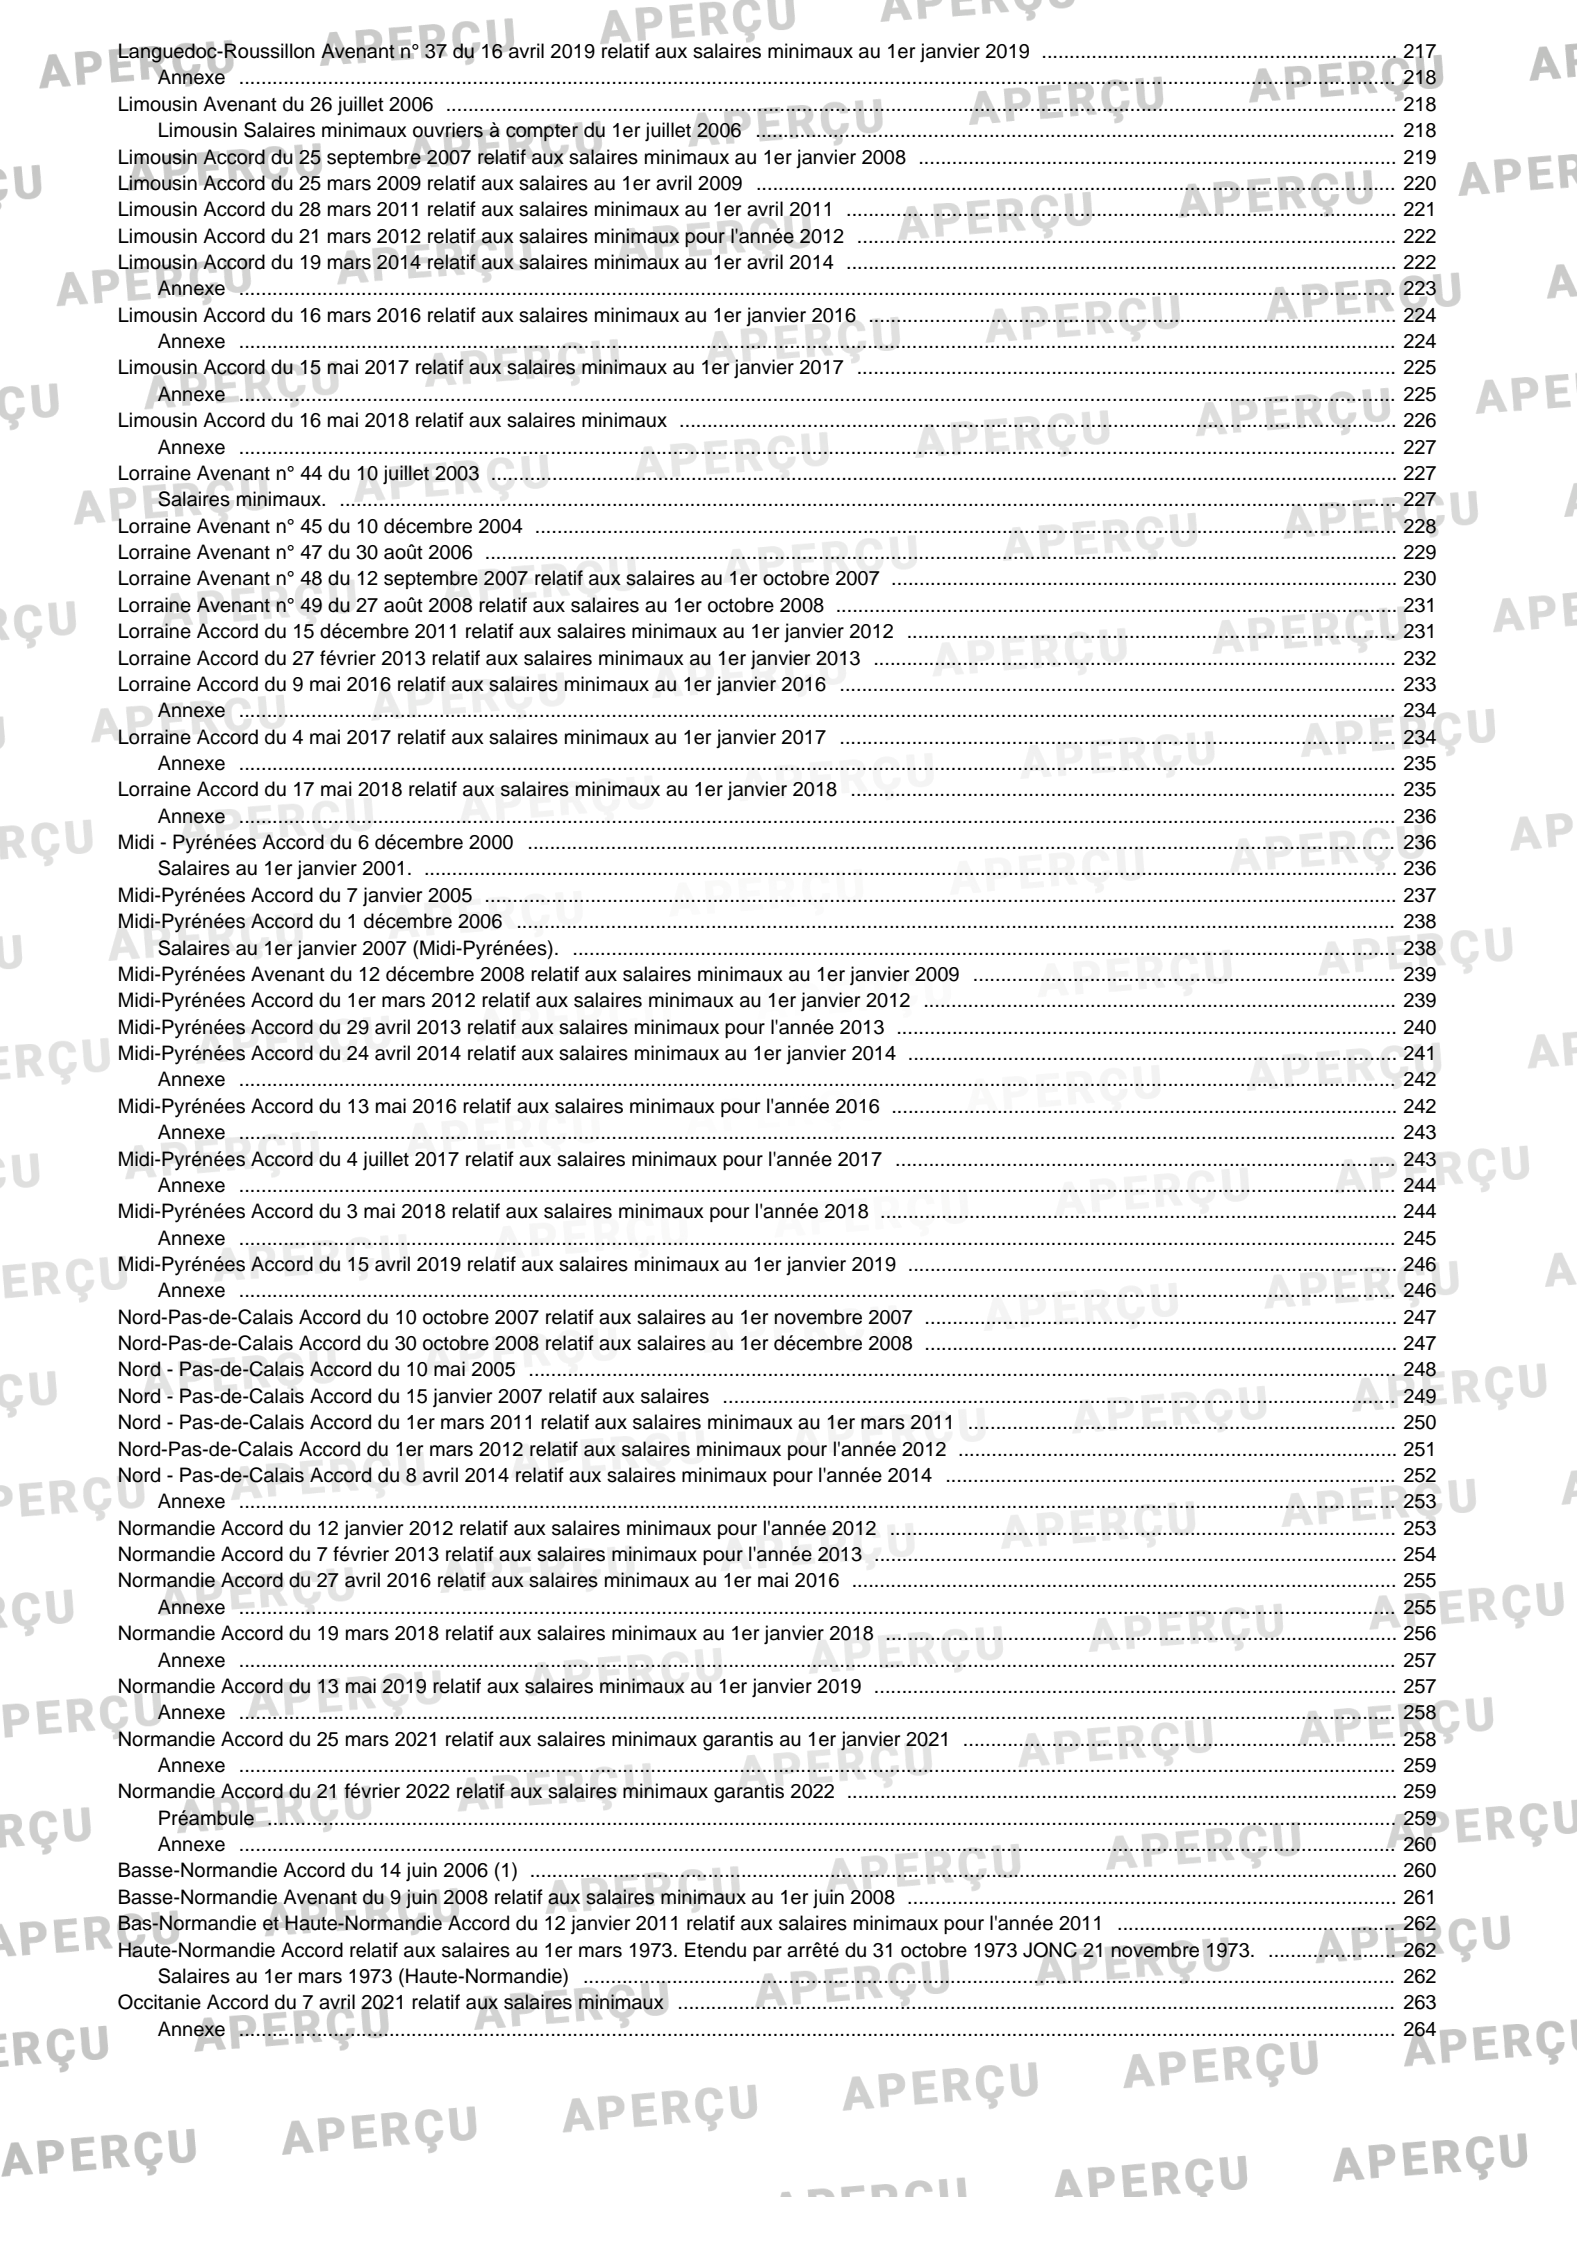 Languedoc-Roussillon Avenant n° 37 du 16 avril 2019 relatif aux salaires minimaux au 1er janvier 2019 ... 217
Annexe ... 218
Limousin Avenant du 26 juillet 2006 ... 218
Limousin Salaires minimaux ouvriers à compter du 1er juillet 2006 ... 218
Limousin Accord du 25 septembre 2007 relatif aux salaires minimaux au 1er janvier 2008 ... 219
Limousin Accord du 25 mars 2009 relatif aux salaires au 1er avril 2009 ... 220
Limousin Accord du 28 mars 2011 relatif aux salaires minimaux au 1er avril 2011 ... 221
Limousin Accord du 21 mars 2012 relatif aux salaires minimaux pour l'année 2012 ... 222
Limousin Accord du 19 mars 2014 relatif aux salaires minimaux au 1er avril 2014 ... 222
Annexe ... 223
Limousin Accord du 16 mars 2016 relatif aux salaires minimaux au 1er janvier 2016 ... 224
Annexe ... 224
Limousin Accord du 15 mai 2017 relatif aux salaires minimaux au 1er janvier 2017 ... 225
Annexe ... 225
Limousin Accord du 16 mai 2018 relatif aux salaires minimaux ... 226
Annexe ... 227
Lorraine Avenant n° 44 du 10 juillet 2003 ... 227
Salaires minimaux. ... 227
Lorraine Avenant n° 45 du 10 décembre 2004 ... 228
Lorraine Avenant n° 47 du 30 août 2006 ... 229
Lorraine Avenant n° 48 du 12 septembre 2007 relatif aux salaires au 1er octobre 2007 ... 230
Lorraine Avenant n° 49 du 27 août 2008 relatif aux salaires au 1er octobre 2008 ... 231
Lorraine Accord du 15 décembre 2011 relatif aux salaires minimaux au 1er janvier 2012 ... 231
Lorraine Accord du 27 février 2013 relatif aux salaires minimaux au 1er janvier 2013 ... 232
Lorraine Accord du 9 mai 2016 relatif aux salaires minimaux au 1er janvier 2016 ... 233
Annexe ... 234
Lorraine Accord du 4 mai 2017 relatif aux salaires minimaux au 1er janvier 2017 ... 234
Annexe ... 235
Lorraine Accord du 17 mai 2018 relatif aux salaires minimaux au 1er janvier 2018 ... 235
Annexe ... 236
Midi - Pyrénées Accord du 6 décembre 2000 ... 236
Salaires au 1er janvier 2001. ... 236
Midi-Pyrénées Accord du 7 janvier 2005 ... 237
Midi-Pyrénées Accord du 1 décembre 2006 ... 238
Salaires au 1er janvier 2007 (Midi-Pyrénées). ... 238
Midi-Pyrénées Avenant du 12 décembre 2008 relatif aux salaires minimaux au 1er janvier 2009 ... 239
Midi-Pyrénées Accord du 1er mars 2012 relatif aux salaires minimaux au 1er janvier 2012 ... 239
Midi-Pyrénées Accord du 29 avril 2013 relatif aux salaires minimaux pour l'année 2013 ... 240
Midi-Pyrénées Accord du 24 avril 2014 relatif aux salaires minimaux au 1er janvier 2014 ... 241
Annexe ... 242
Midi-Pyrénées Accord du 13 mai 2016 relatif aux salaires minimaux pour l'année 2016 ... 242
Annexe ... 243
Midi-Pyrénées Accord du 4 juillet 2017 relatif aux salaires minimaux pour l'année 2017 ... 243
Annexe ... 244
Midi-Pyrénées Accord du 3 mai 2018 relatif aux salaires minimaux pour l'année 2018 ... 244
Annexe ... 245
Midi-Pyrénées Accord du 15 avril 2019 relatif aux salaires minimaux au 1er janvier 2019 ... 246
Annexe ... 246
Nord-Pas-de-Calais Accord du 10 octobre 2007 relatif aux salaires au 1er novembre 2007 ... 247
Nord-Pas-de-Calais Accord du 30 octobre 2008 relatif aux salaires au 1er décembre 2008 ... 247
Nord - Pas-de-Calais Accord du 10 mai 2005 ... 248
Nord - Pas-de-Calais Accord du 15 janvier 2007 relatif aux salaires ... 249
Nord - Pas-de-Calais Accord du 1er mars 2011 relatif aux salaires minimaux au 1er mars 2011 ... 250
Nord-Pas-de-Calais Accord du 1er mars 2012 relatif aux salaires minimaux pour l'année 2012 ... 251
Nord - Pas-de-Calais Accord du 8 avril 2014 relatif aux salaires minimaux pour l'année 2014 ... 252
Annexe ... 253
Normandie Accord du 12 janvier 2012 relatif aux salaires minimaux pour l'année 2012 ... 253
Normandie Accord du 7 février 2013 relatif aux salaires minimaux pour l'année 2013 ... 254
Normandie Accord du 27 avril 2016 relatif aux salaires minimaux au 1er mai 2016 ... 255
Annexe ... 255
Normandie Accord du 19 mars 2018 relatif aux salaires minimaux au 1er janvier 2018 ... 256
Annexe ... 257
Normandie Accord du 13 mai 2019 relatif aux salaires minimaux au 1er janvier 2019 ... 257
Annexe ... 258
Normandie Accord du 25 mars 2021 relatif aux salaires minimaux garantis au 1er janvier 2021 ... 258
Annexe ... 259
Normandie Accord du 21 février 2022 relatif aux salaires minimaux garantis 2022 ... 259
Préambule ... 259
Annexe ... 260
Basse-Normandie Accord du 14 juin 2006 (1) ... 260
Basse-Normandie Avenant du 9 juin 2008 relatif aux salaires minimaux au 1er juin 2008 ... 261
Bas-Normandie et Haute-Normandie Accord du 12 janvier 2011 relatif aux salaires minimaux pour l'année 2011 ... 262
Haute-Normandie Accord relatif aux salaires au 1er mars 1973. Etendu par arrêté du 31 octobre 1973 JONC 21 novembre 1973. ... 262
Salaires au 1er mars 1973 (Haute-Normandie) ... 262
Occitanie Accord du 7 avril 2021 relatif aux salaires minimaux ... 263
Annexe ... 264
APERÇU